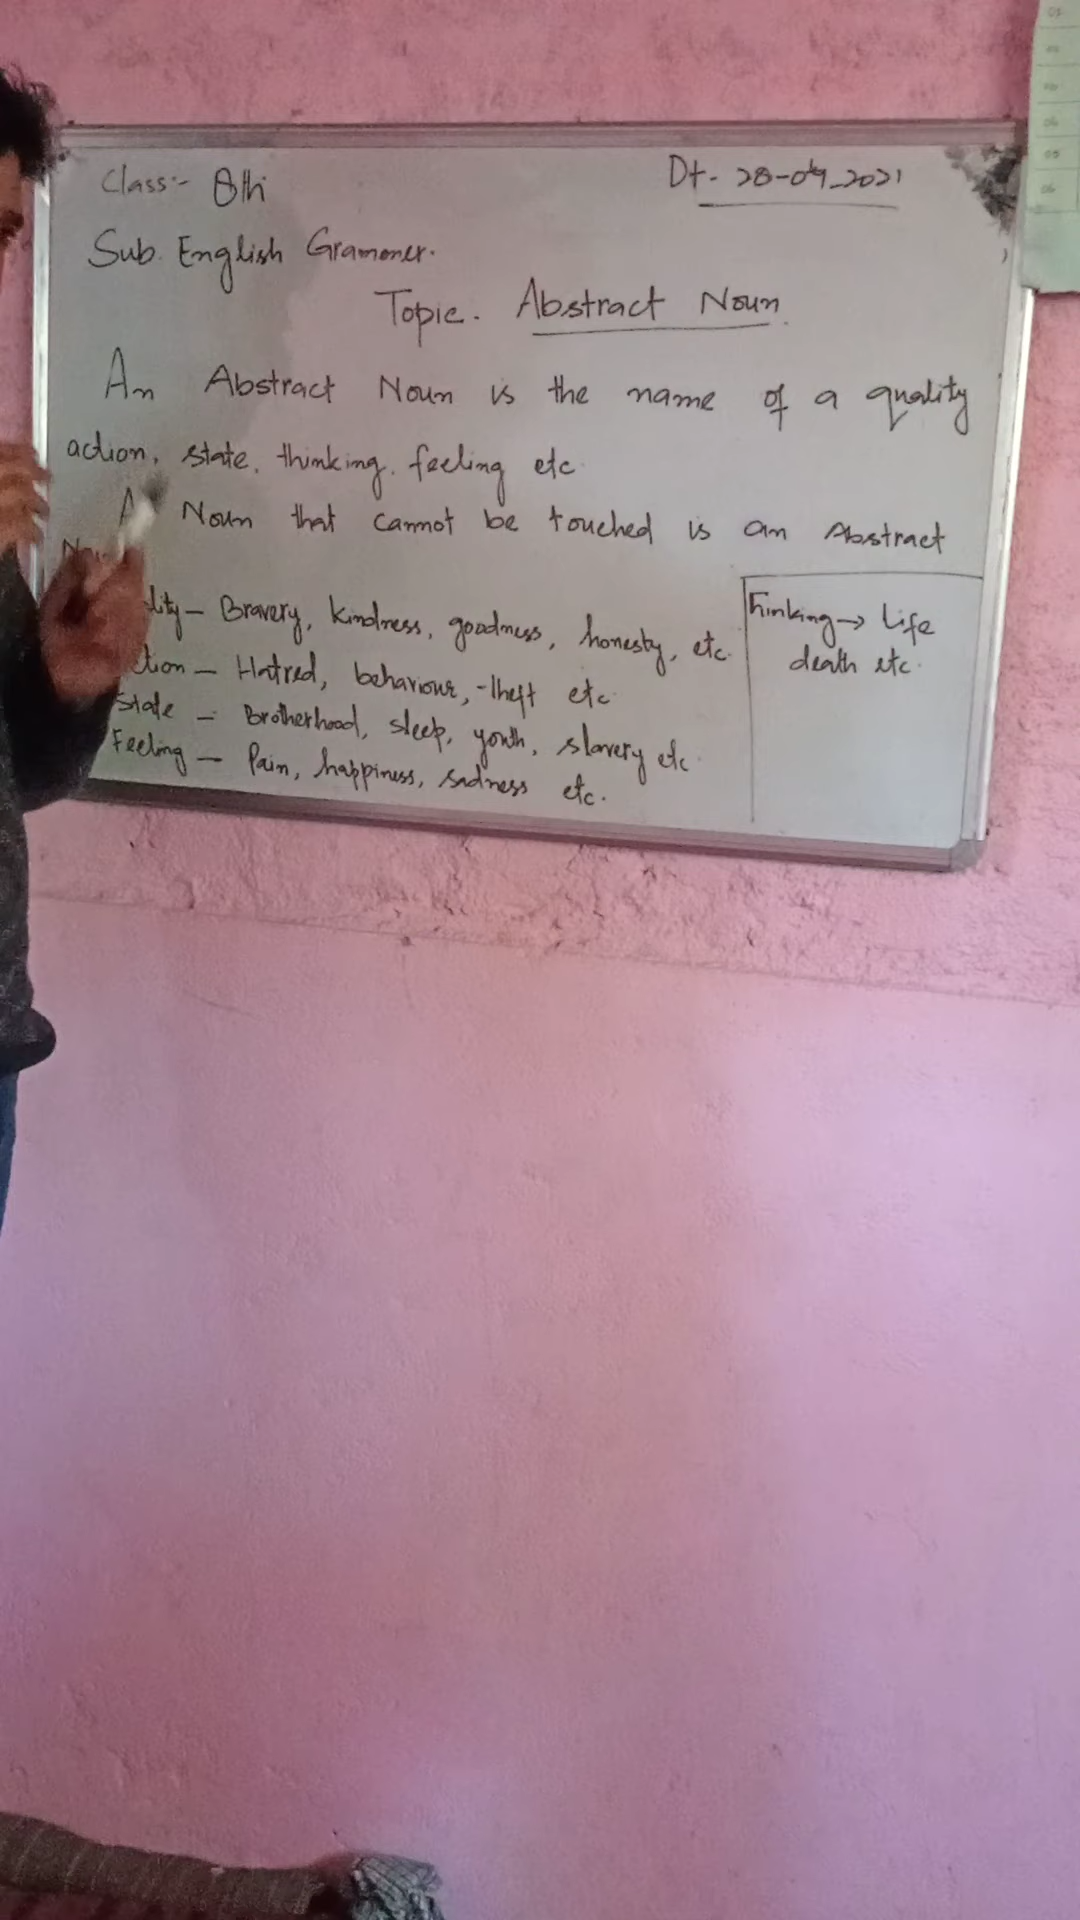 Class:- 8th
Dt- 28-04-2021
Sub. English Grammer.
Topic. Abstract Noun.
An Abstract Noun is the name of a quality
action, state, thinking, feeling etc.
A Noun that cannot be touched is an Abstract
lity - Bravery, kindness, goodness, honesty, etc.
tion - Hatred, behaviour, Theft etc.
State - Brotherhood, sleep, youth, slavery etc.
Feeling - Pain, happiness, sadness etc.
Thinking → Life
death etc.